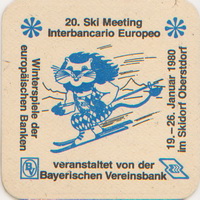 20. Ski Meeting
Interbancario Europeo
Winterspiele der
europäischen Banken
19.-26. Januar 1980
im Skidorf Oberstdorf
veranstaltet von der
Bayerischen Vereinsbank